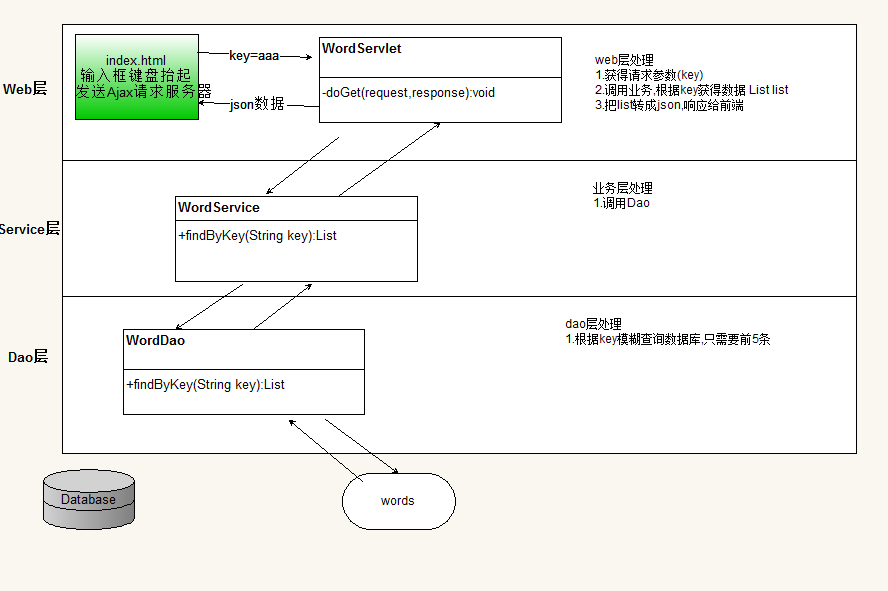 Web层
index.html
输入框键盘抬起
发送Ajax请求服务器
key=aaa
json数据
WordServlet
-doGet(request,response):void
web层处理
1.获得请求参数(key)
2.调用业务,根据key获得数据 List list
3.把list转成json,响应给前端
Service层
WordService
+findByKey(String key):List
业务层处理
1.调用Dao
Dao层
WordDao
+findByKey(String key):List
dao层处理
1.根据key模糊查询数据库,只需要前5条
Database
words